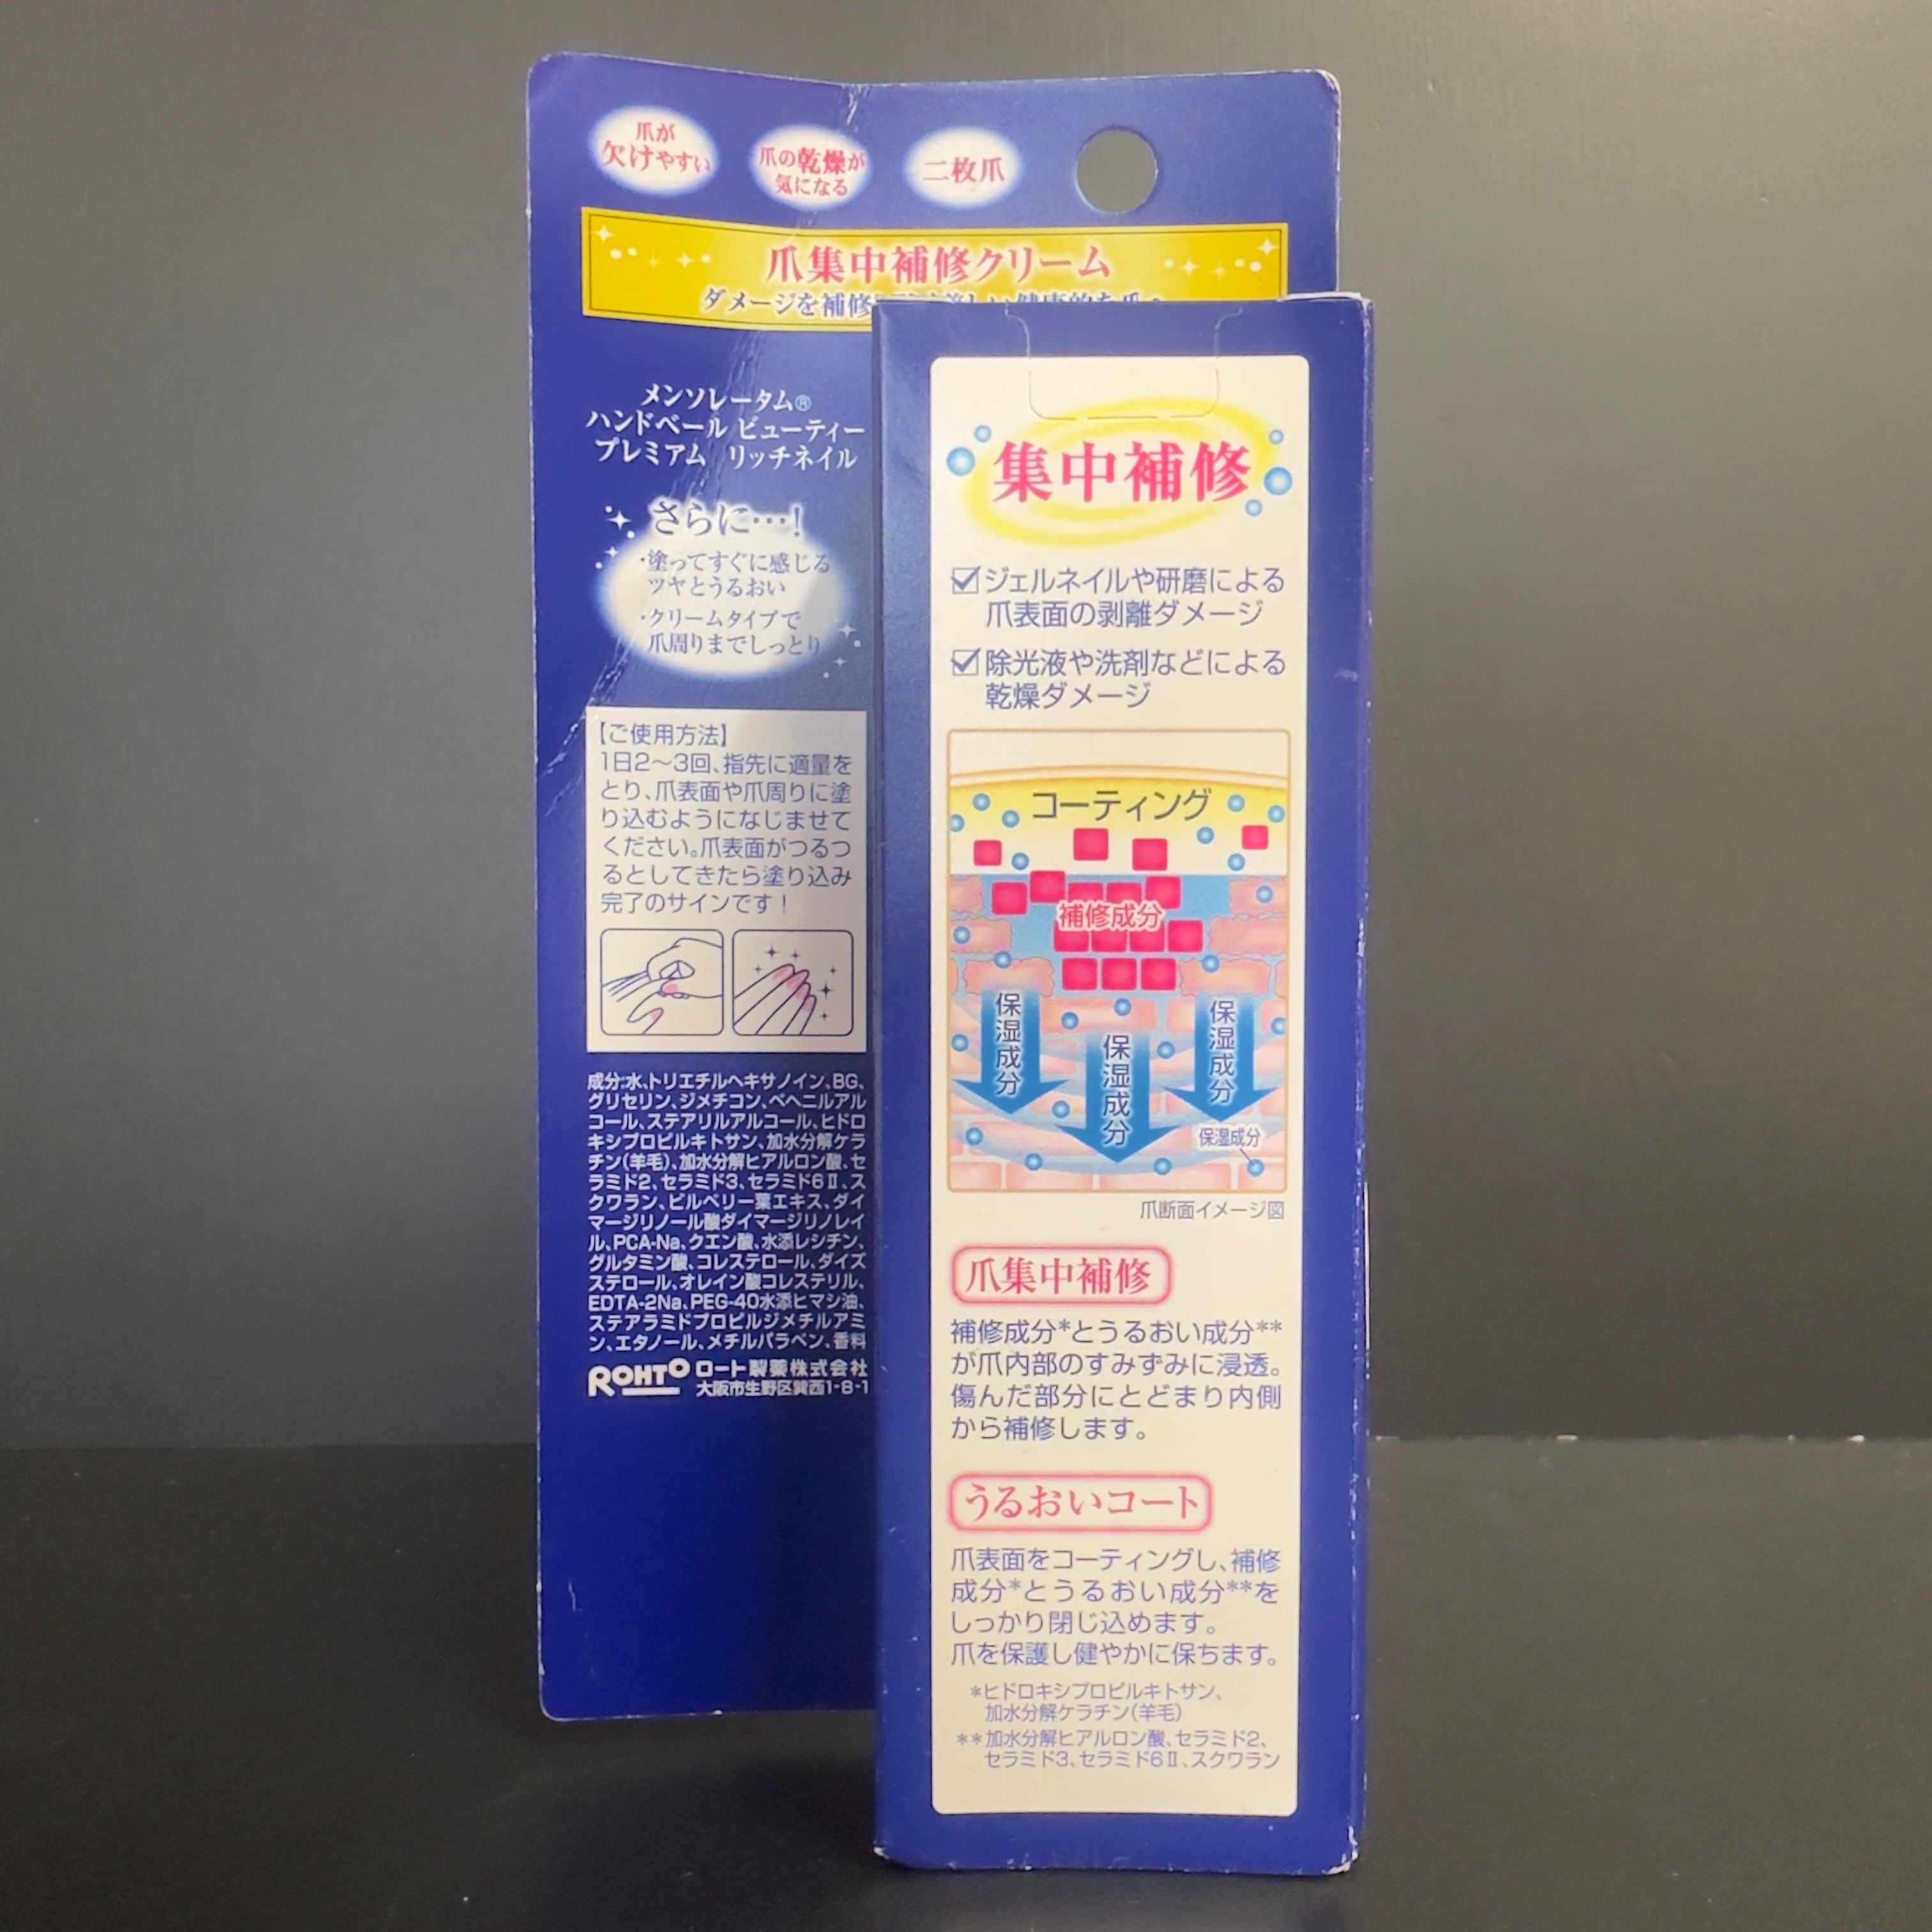 爪が
欠けやすい
爪の乾燥が
気になる
二枚爪
爪集中補修クリーム
ダメージを補修
メンソレータム®
ハンドベール ビューティー
プレミアム リッチネイル
さらに…!
・塗ってすぐに感じる
ツヤとうるおい
・クリームタイプで
爪周りまでしっとり
【ご使用方法】
1日2〜3回、指先に適量を
とり、爪表面や爪周りに塗
り込むようになじませて
ください。爪表面がつるつ
るとしてきたら塗り込み
完了のサインです!
成分:水、トリエチルヘキサノイン、BG、
グリセリン、ジメチコン、ベヘニルアル
コール、ステアリルアルコール、ヒドロ
キシプロピルキトサン、加水分解ケラ
チン(羊毛)、加水分解ヒアルロン酸、セ
ラミド2、セラミド3、セラミド6Ⅱ、ス
クワラン、ビルベリー葉エキス、ダイ
マージリノール酸ダイマージリノレイ
ル、PCA-Na、クエン酸、水添レシチン、
グルタミン酸、コレステロール、ダイズ
ステロール、オレイン酸コレステリル、
EDTA-2Na、PEG-40水添ヒマシ油、
ステアラミドプロピルジメチルアミ
ン、エタノール、メチルパラベン、香料
ROHTO ロート製薬株式会社
大阪市生野区巽西1-8-1
集中補修
☑ジェルネイルや研磨による
爪表面の剥離ダメージ
☑除光液や洗剤などによる
乾燥ダメージ
コーティング
補修成分
保湿成分
保湿成分
保湿成分
保湿成分
爪断面イメージ図
爪集中補修
補修成分*とうるおい成分**
が爪内部のすみずみに浸透。
傷んだ部分にとどまり内側
から補修します。
うるおいコート
爪表面をコーティングし、補修
成分*とうるおい成分**を
しっかり閉じ込めます。
爪を保護し健やかに保ちます。
*ヒドロキシプロピルキトサン、
加水分解ケラチン(羊毛)
**加水分解ヒアルロン酸、セラミド2、
セラミド3、セラミド6Ⅱ、スクワラン